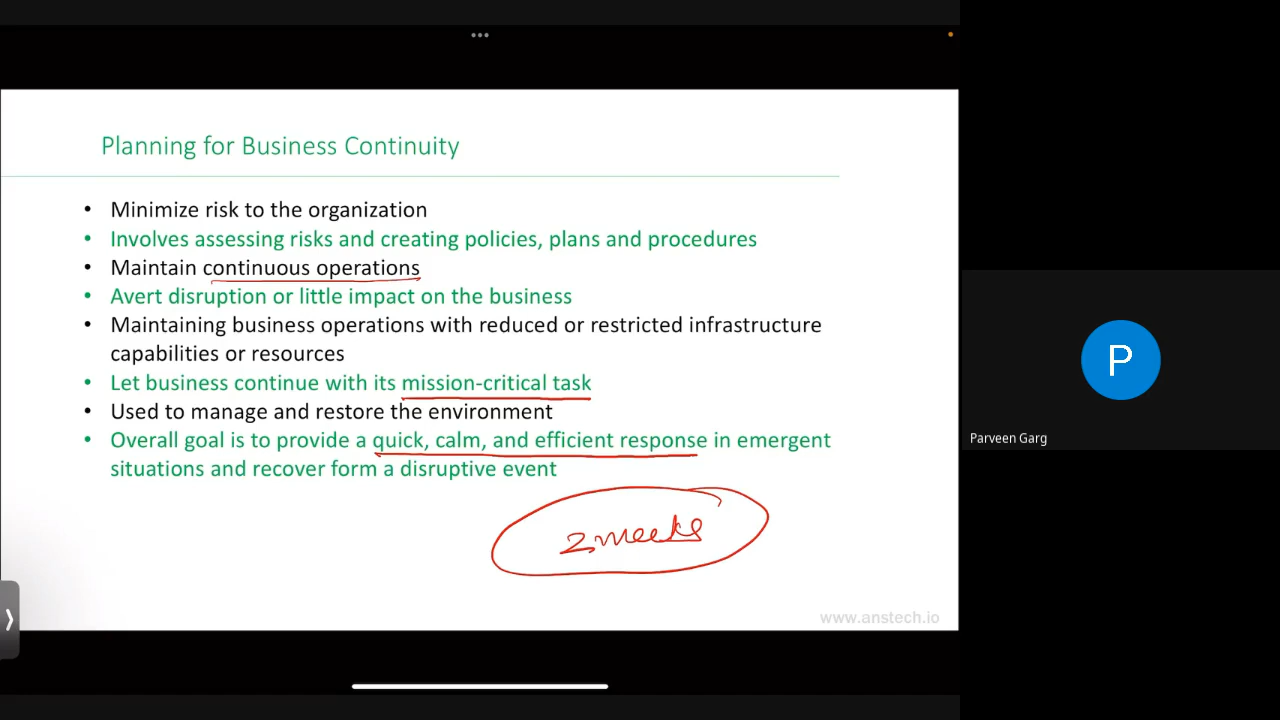 Planning for Business Continuity
• Minimize risk to the organization
• Involves assessing risks and creating policies, plans and procedures
• Maintain continuous operations
• Avert disruption or little impact on the business
• Maintaining business operations with reduced or restricted infrastructure
capabilities or resources
• Let business continue with its mission-critical task
• Used to manage and restore the environment
• Overall goal is to provide a quick, calm, and efficient response in emergent
situations and recover form a disruptive event
2 weeks
www.anstech.io
P
Parveen Garg